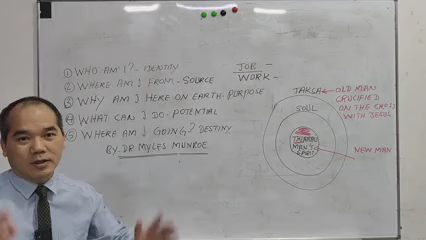 ① WHO AM I? - IDENTITY
② WHERE AM I FROM - SOURCE
③ WHY AM I HERE ON EARTH - PURPOSE
④ WHAT CAN I DO - POTENTIAL
⑤ WHERE AM I GOING? DESTINY
BY. DR MYLES MUNROE
JOB -
WORK -
TAKSA
OLD MAN
CRUCIFIED
ON THE CROSS
WITH JESUS
SOUL
MAN'S
SPIRIT
NEW MAN